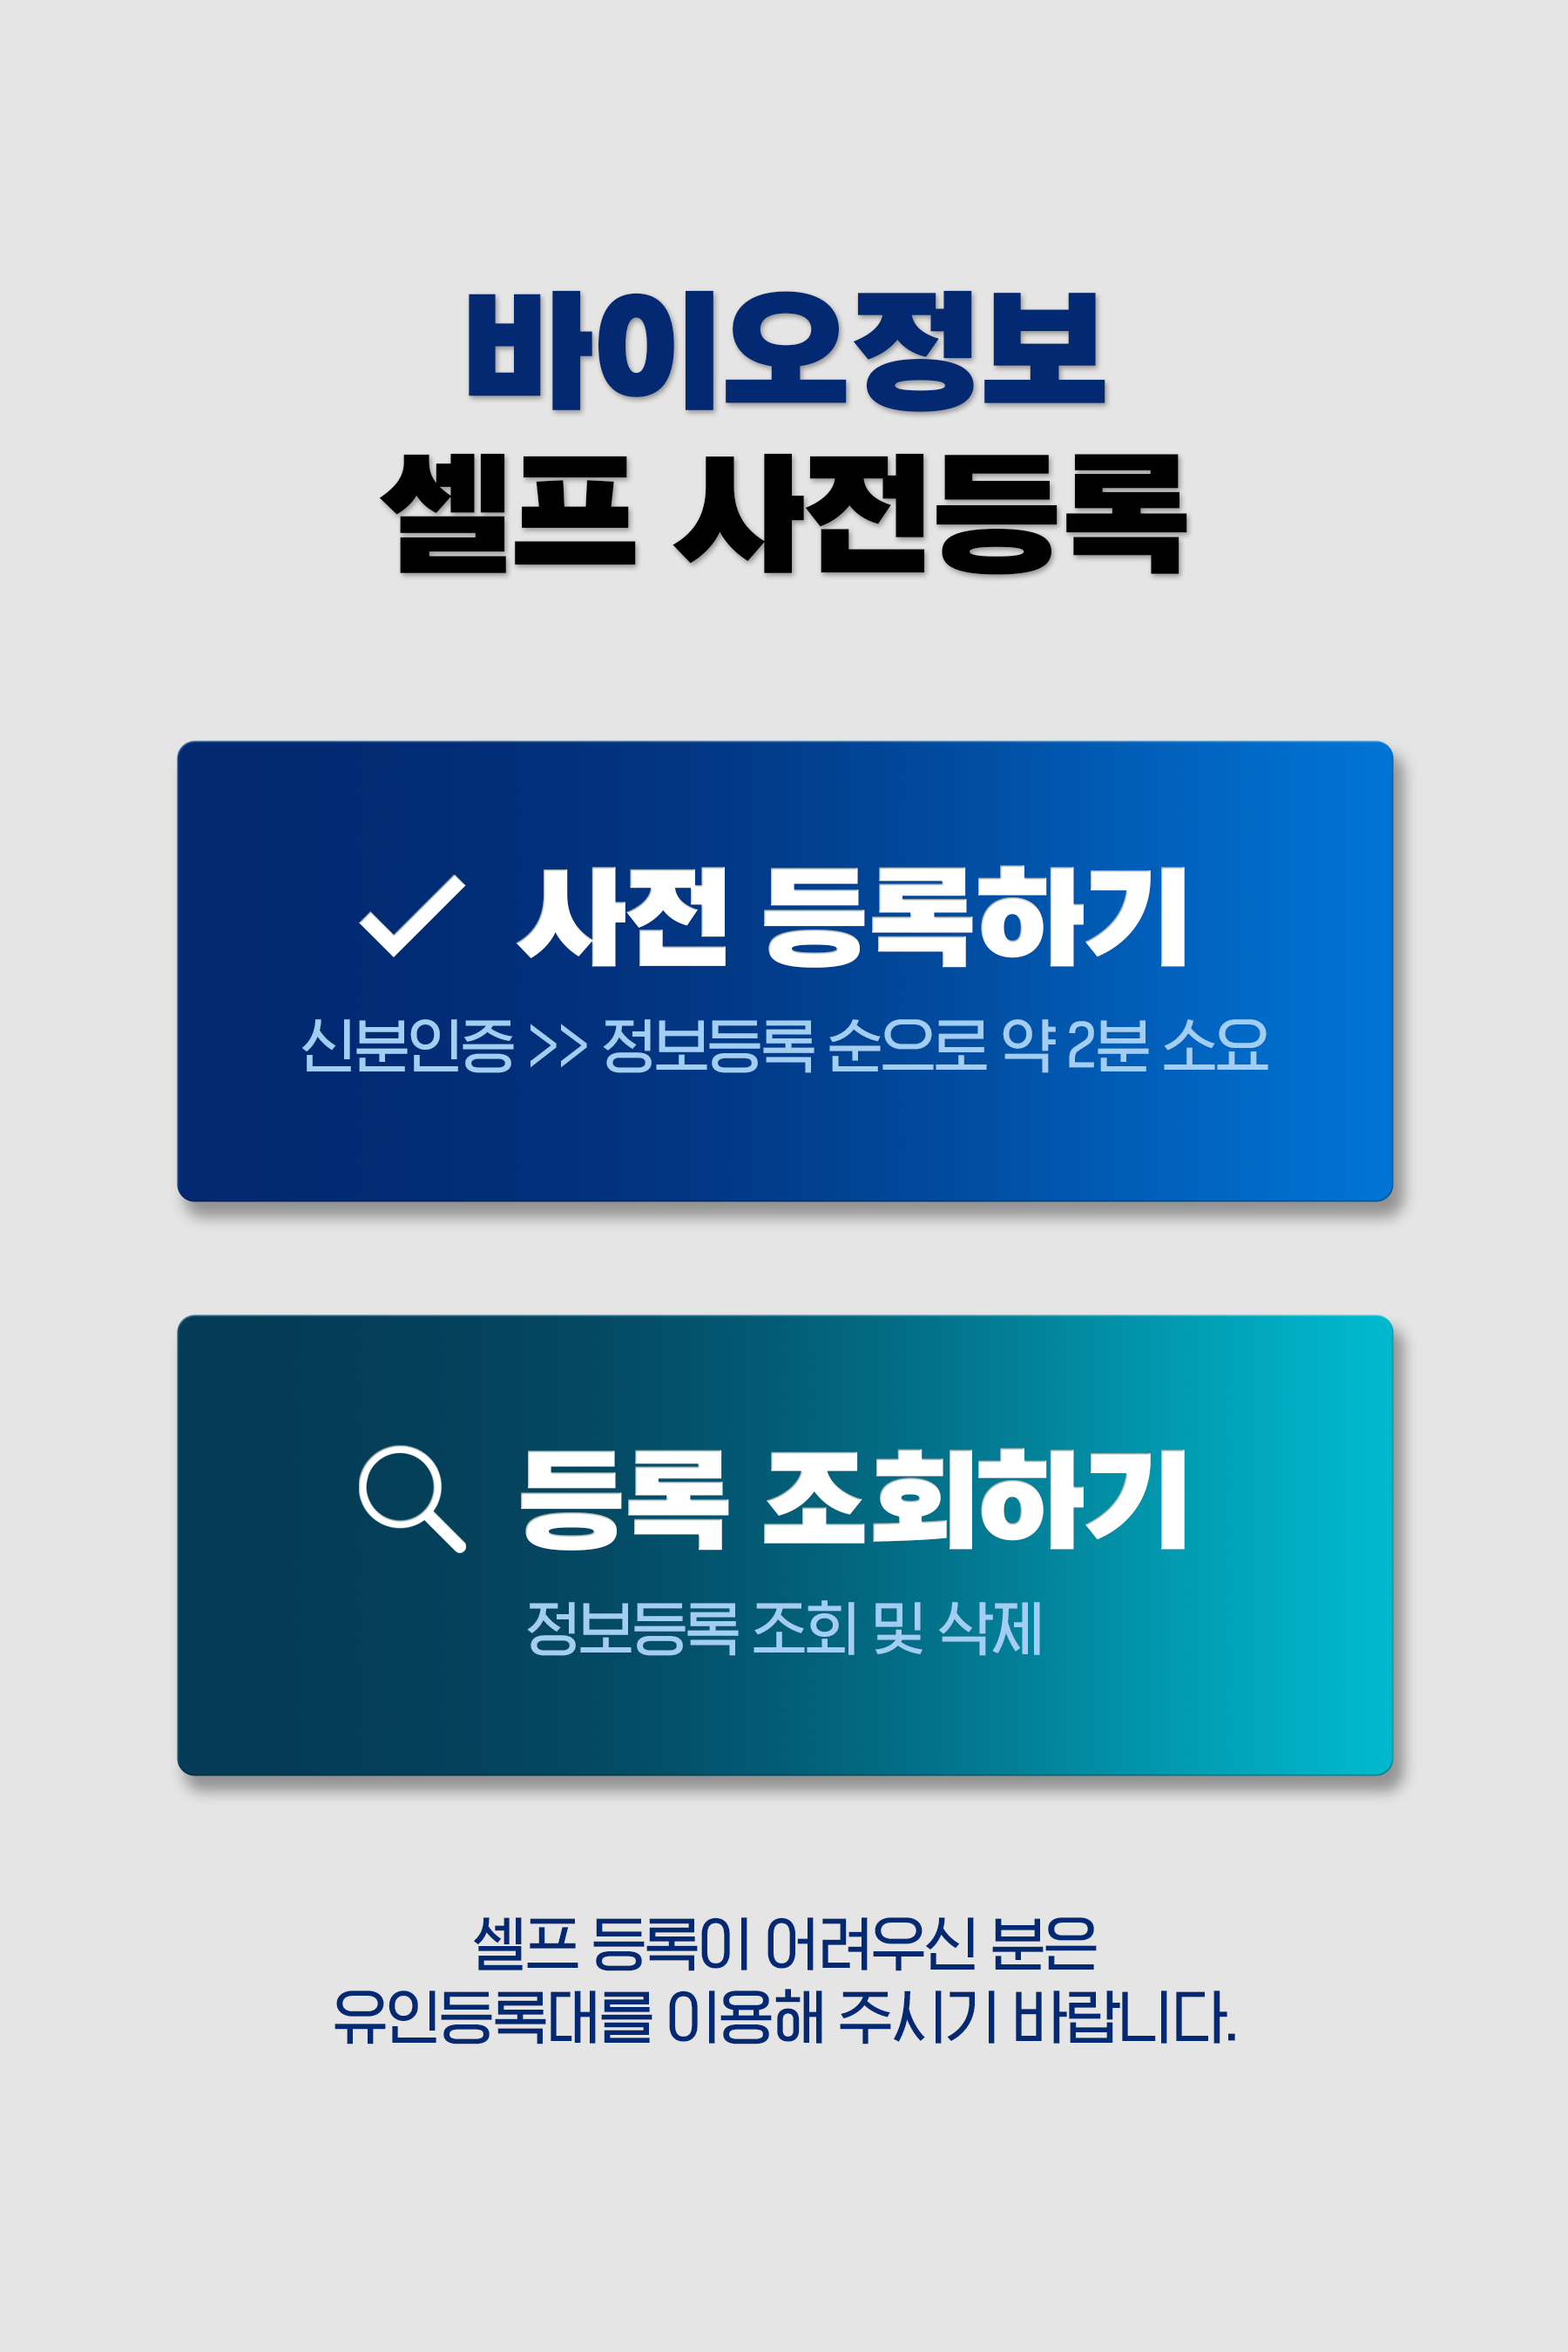 바이오정보
셀프 사전등록
사전 등록하기
신분인증 >> 정보등록 순으로 약 2분 소요
등록 조회하기
정보등록 조회 및 삭제
셀프 등록이 어려우신 분은
유인등록대를 이용해 주시기 바랍니다.